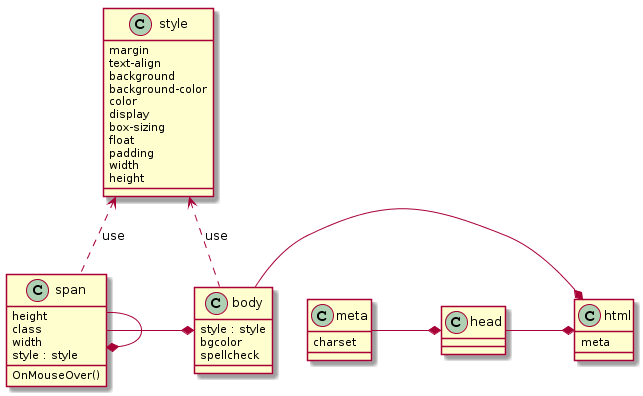 C style
margin
text-align
background
background-color
color
display
box-sizing
float
padding
width
height
use
use
C span
height
class
width
style : style
OnMouseOver()
C body
style : style
bgcolor
spellcheck
C meta
charset
C head
C html
meta